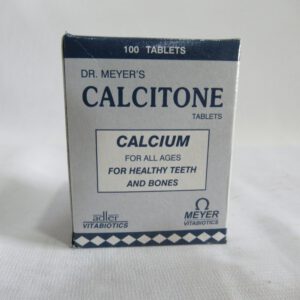 100 TABLETS
DR. MEYER'S
CALCITONE
TABLETS
CALCIUM
FOR ALL AGES
FOR HEALTHY TEETH
AND BONES
adler
VITABIOTICS
Ω
MEYER
VITABIOTICS